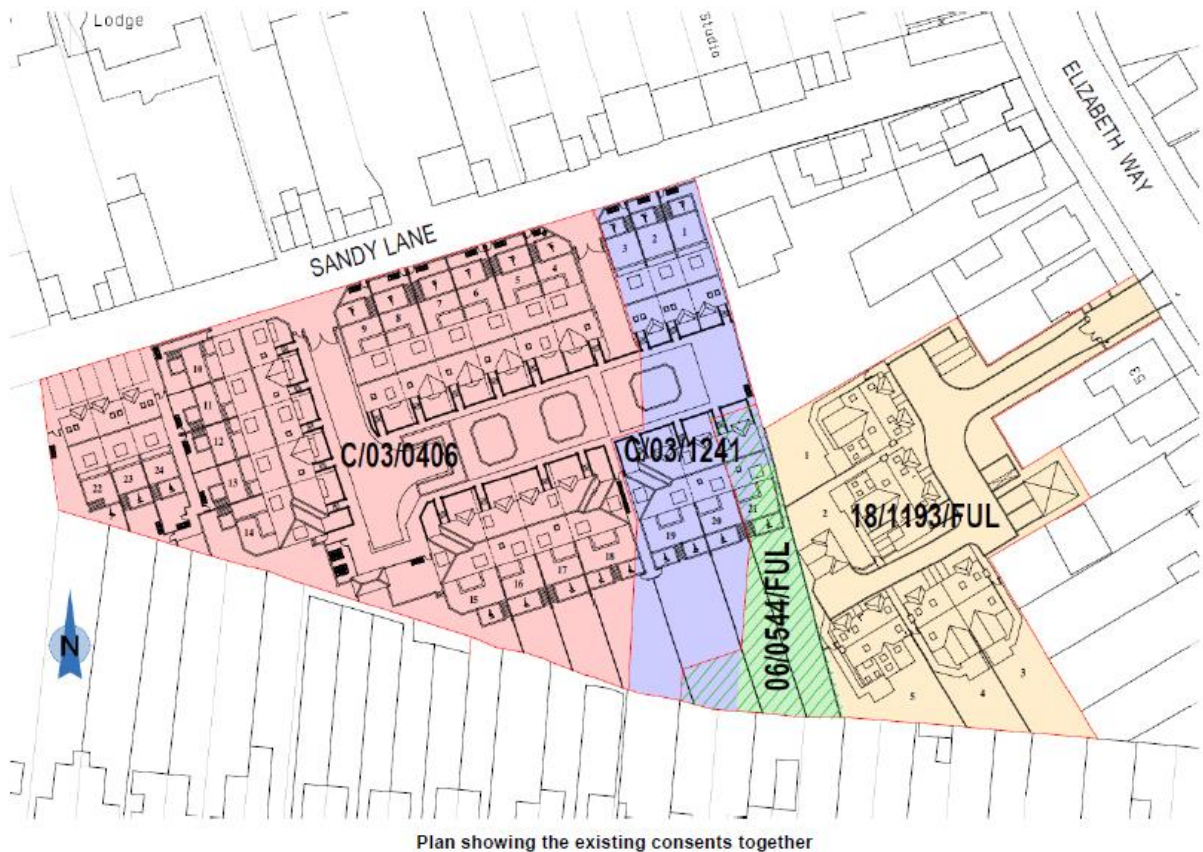 Lodge
Studio
ELIZABETH WAY
SANDY LANE
3 2 1
9 8 7 6 5 4
10
11
12
13
14
22 23 24
C/03/0406
C/03/1241
15 16 17 18
19 20 21
06/0544/FUL
53
1
2
18/1193/FUL
5 4 3
N
Plan showing the existing consents together